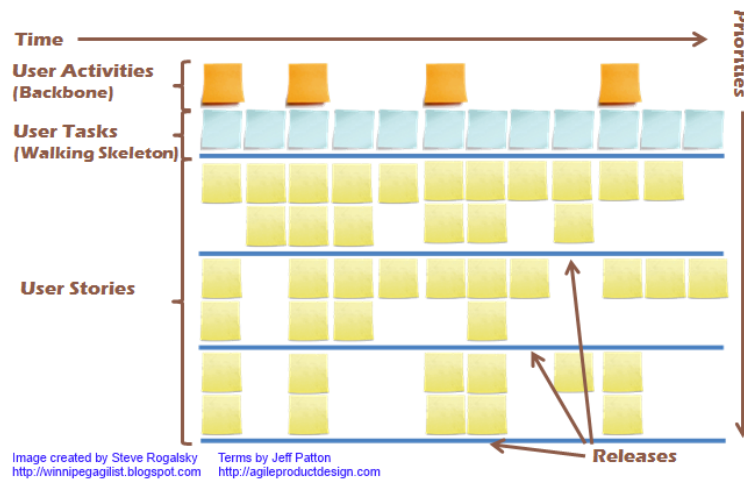 Time
Priorities
User Activities
(Backbone)
User Tasks
(Walking Skeleton)
User Stories
Releases
Image created by Steve Rogalsky
http://winnipegagilist.blogspot.com
Terms by Jeff Patton
http://agileproductdesign.com